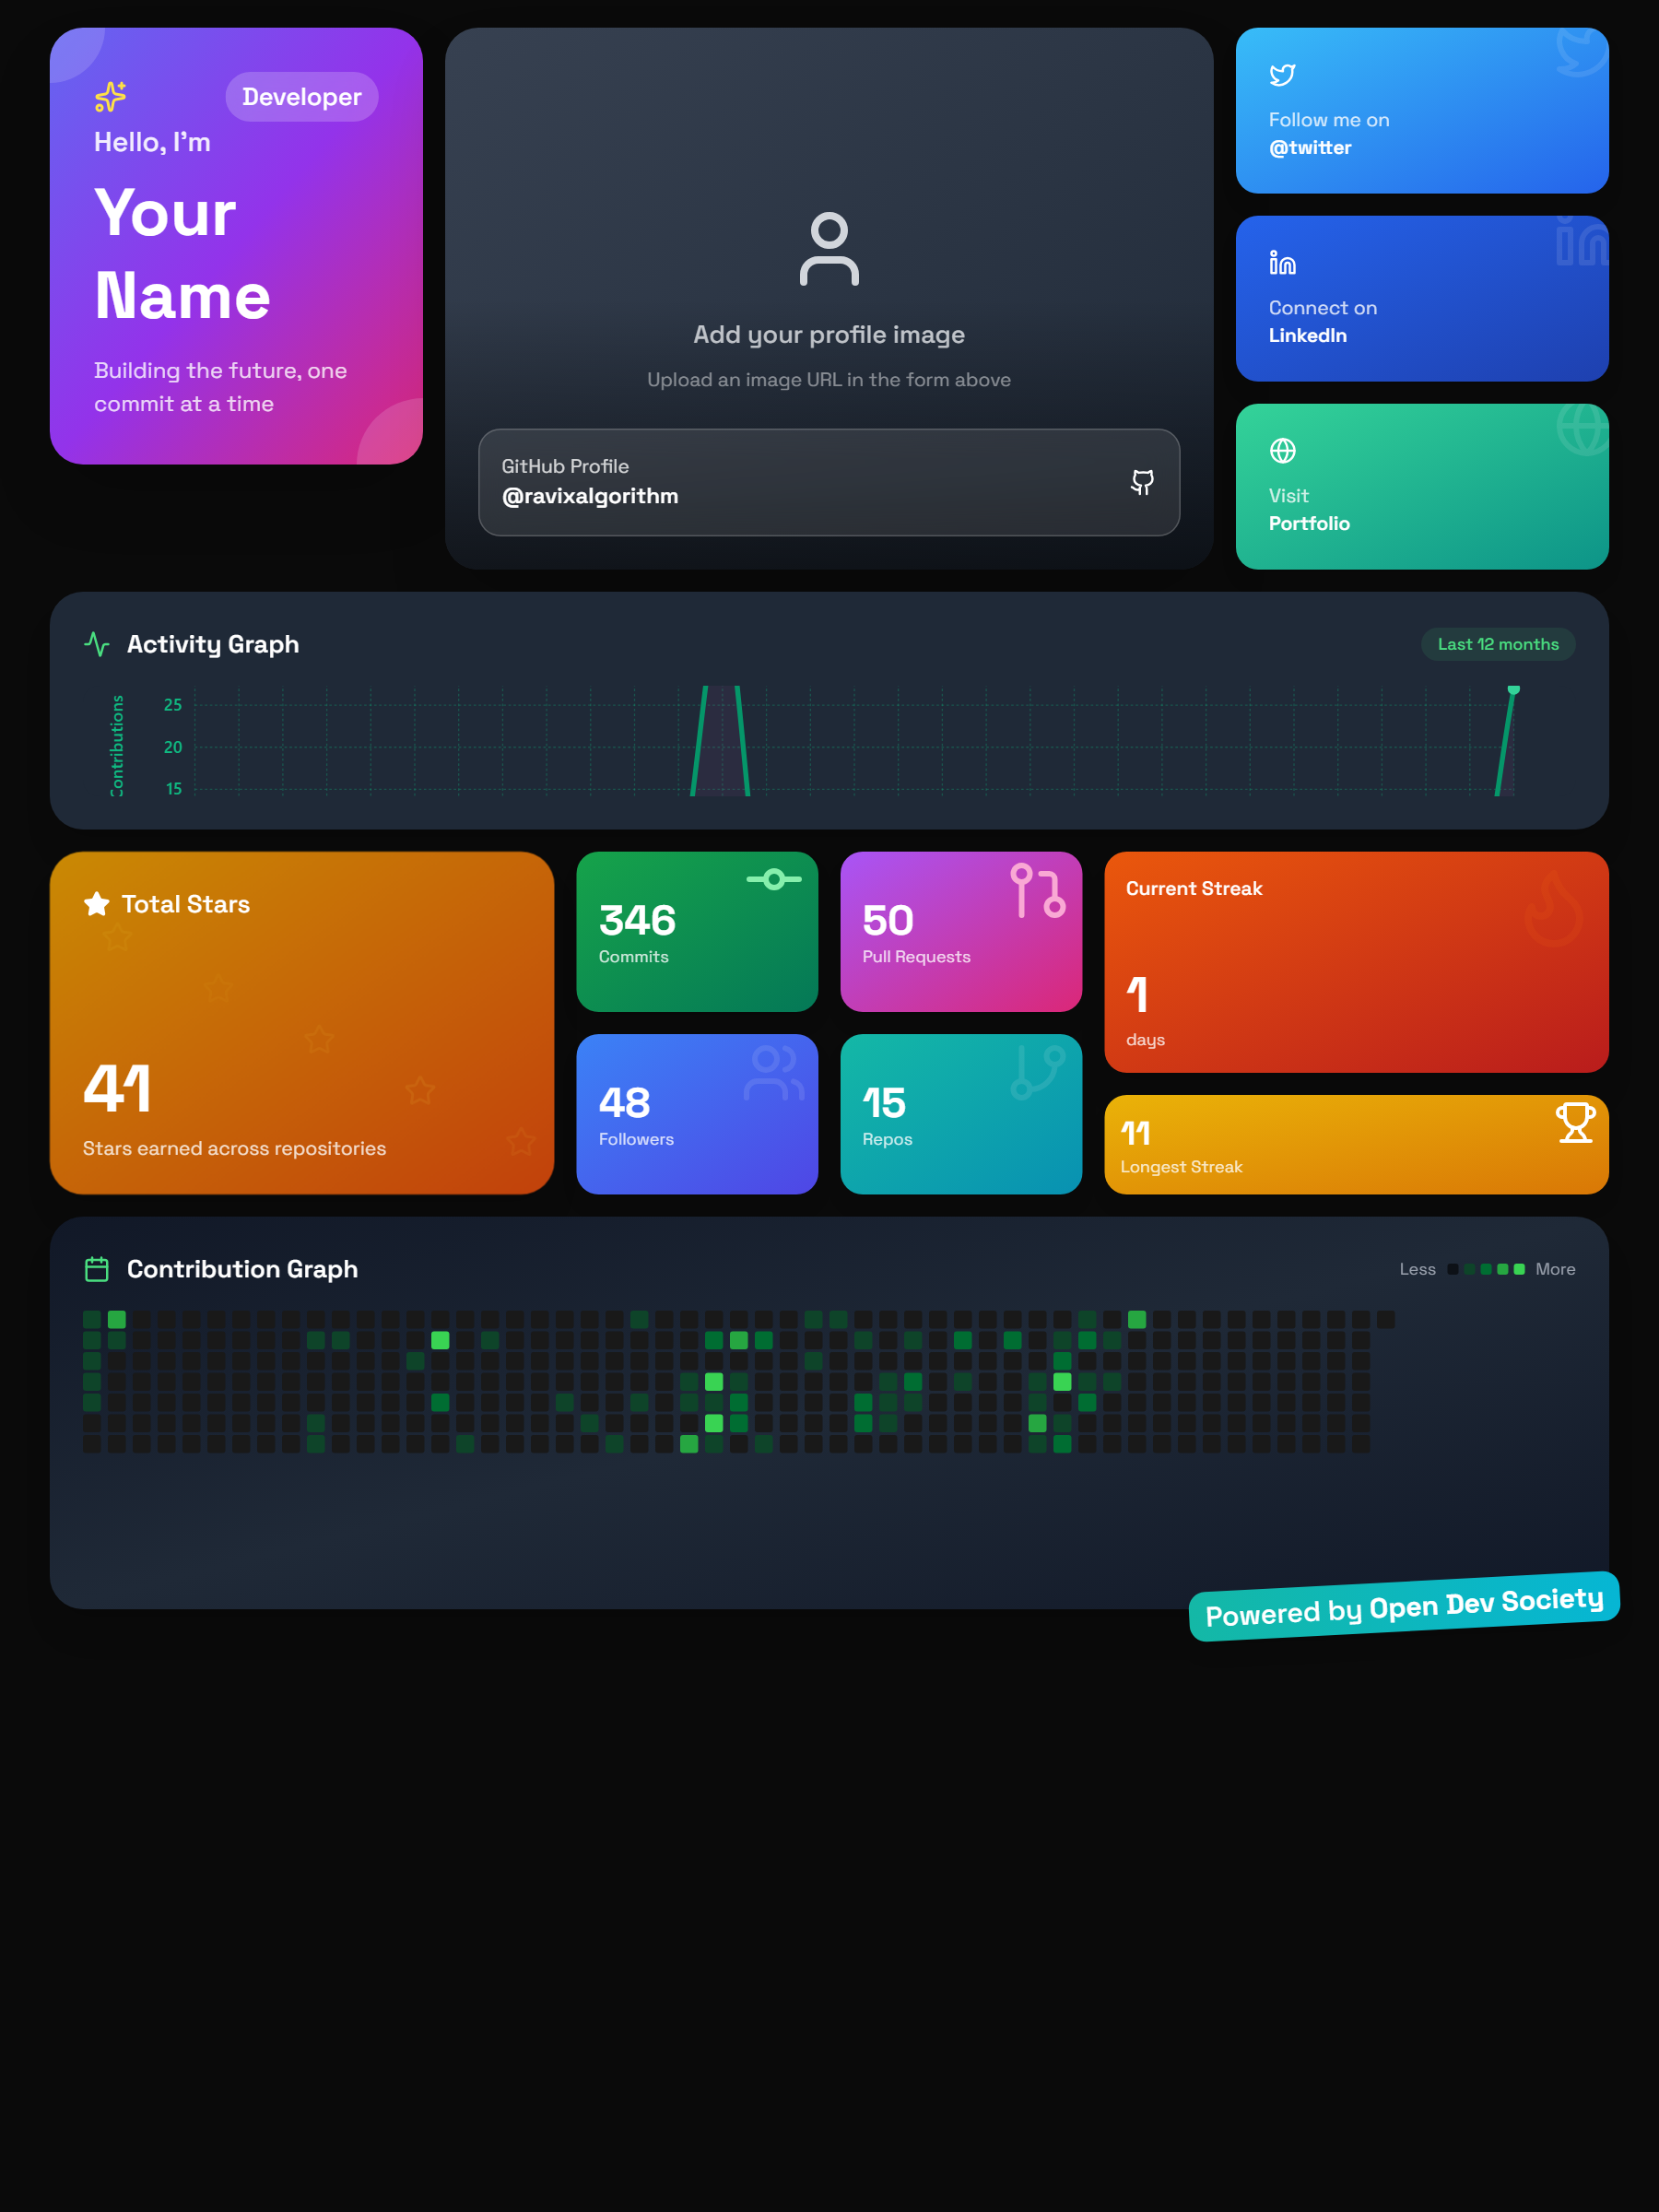 Developer
Hello, I'm
Your
Name
Building the future, one
commit at a time
Add your profile image
Upload an image URL in the form above
GitHub Profile
@ravixalgorithm
Follow me on
@twitter
Connect on
LinkedIn
Visit
Portfolio
Activity Graph
Last 12 months
Contributions
25
20
15
Total Stars
41
Stars earned across repositories
346
Commits
50
Pull Requests
48
Followers
15
Repos
Current Streak
1
days
11
Longest Streak
Contribution Graph
Less
More
Powered by Open Dev Society